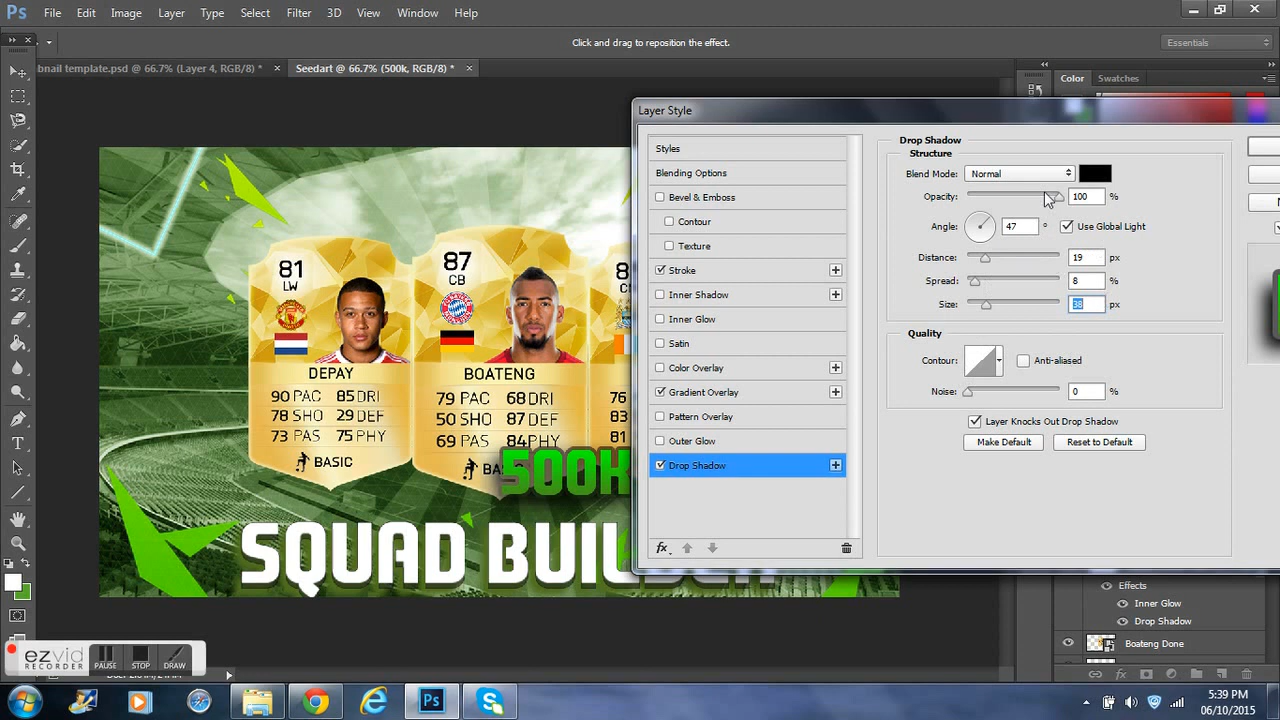 Ps File Edit Image Layer Type Select Filter 3D View Window Help
Click and drag to reposition the effect.
Essentials
bnail template.psd @ 66.7% (Layer 4, RGB/8) * ×
Seedart @ 66.7% (500k, RGB/8) * ×
Color Swatches
Layer Style
Styles
Blending Options
Bevel & Emboss
Contour
Texture
Stroke
Inner Shadow
Inner Glow
Satin
Color Overlay
Gradient Overlay
Pattern Overlay
Outer Glow
Drop Shadow
fx
Drop Shadow
Structure
Blend Mode: Normal
Opacity: 100 %
Angle: 47 ° Use Global Light
Distance: 19 px
Spread: 8 %
Size: 38 px
Quality
Contour: Anti-aliased
Noise: 0 %
Layer Knocks Out Drop Shadow
Make Default Reset to Default
81
LW
DEPAY
90 PAC 85 DRI
78 SHO 29 DEF
73 PAS 75 PHY
BASIC
87
CB
BOATENG
79 PAC 68 DRI
50 SHO 87 DEF
69 PAS 84 PHY
76
83
81
500K
SQUAD BUILDER
Effects
Inner Glow
Drop Shadow
Boateng Done
fx
ezvid
RECORDER
PAUSE STOP DRAW
Ps
5:39 PM
06/10/2015